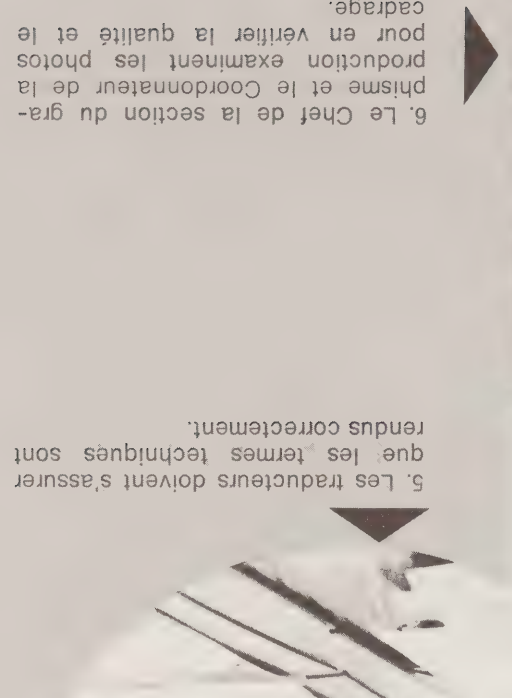 5. Les traducteurs doivent s'assurer
que les termes techniques sont
rendus correctement.
6. Le Chef de la section du gra-
phisme et le Coordonnateur de la
production examinent les photos
pour en vérifier la qualité et le
cadrage.